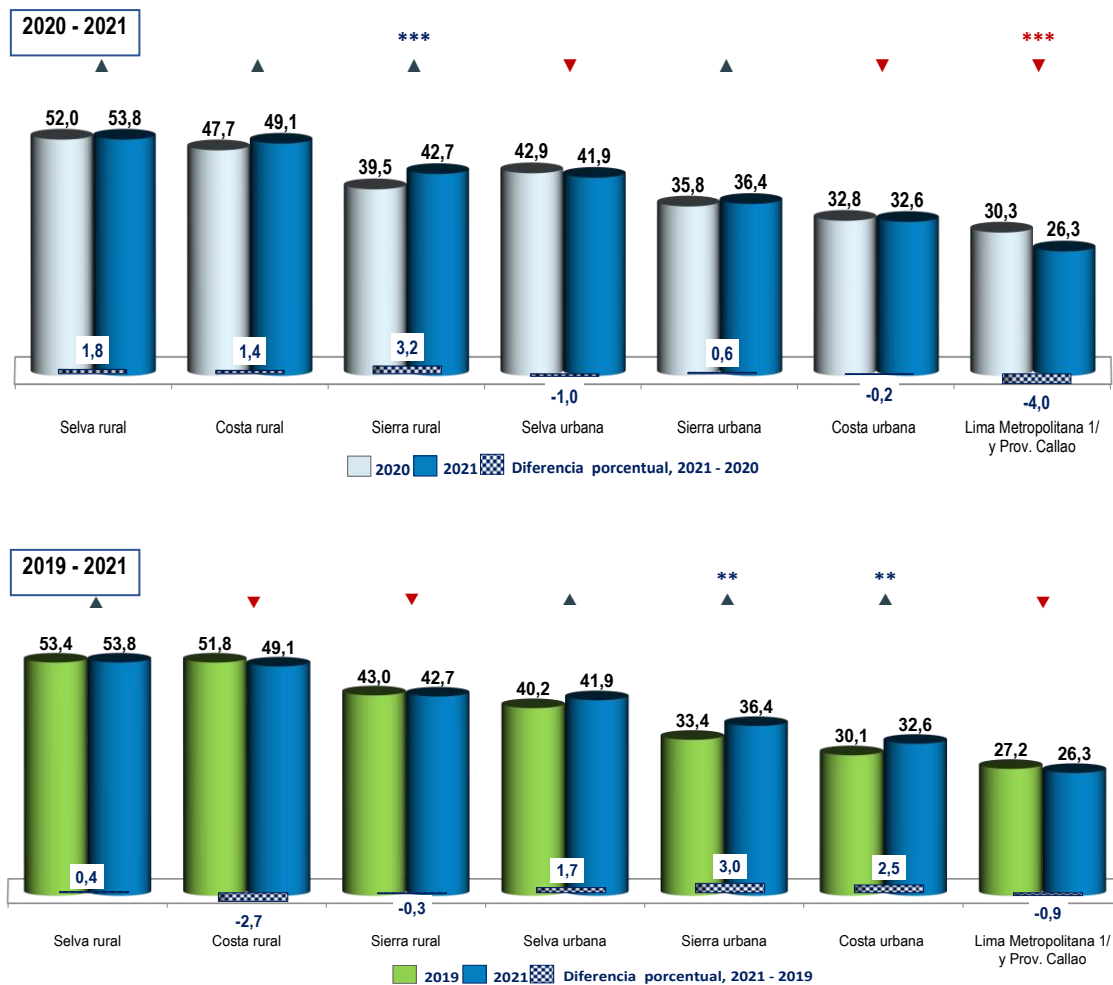 2020 - 2021
*** ***
▲ ▲ ▲ ▼ ▲ ▼ ▼
52,0 53,8 47,7 49,1 39,5 42,7 42,9 41,9 35,8 36,4 32,8 32,6 30,3 26,3
1,8 1,4 3,2 -1,0 0,6 -0,2 -4,0
Selva rural Costa rural Sierra rural Selva urbana Sierra urbana Costa urbana Lima Metropolitana 1/
y Prov. Callao
2020 2021 Diferencia porcentual, 2021 - 2020
2019 - 2021
** **
▲ ▼ ▼ ▲ ▲ ▲ ▼
53,4 53,8 51,8 49,1 43,0 42,7 40,2 41,9 33,4 36,4 30,1 32,6 27,2 26,3
0,4 -2,7 -0,3 1,7 3,0 2,5 -0,9
Selva rural Costa rural Sierra rural Selva urbana Sierra urbana Costa urbana Lima Metropolitana 1/
y Prov. Callao
2019 2021 Diferencia porcentual, 2021 - 2019